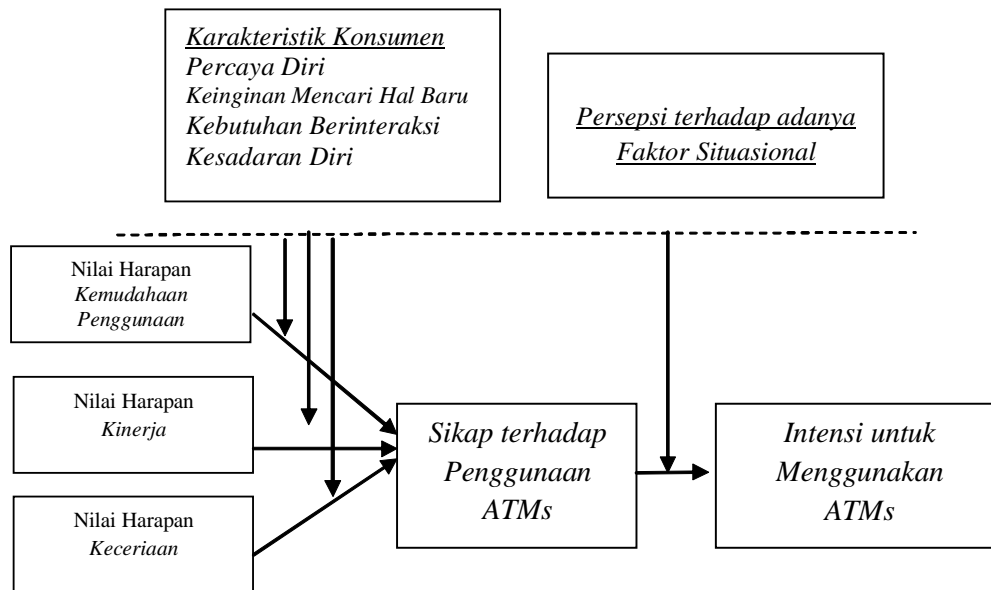 Karakteristik Konsumen
Percaya Diri
Keinginan Mencari Hal Baru
Kebutuhan Berinteraksi
Kesadaran Diri
Persepsi terhadap adanya
Faktor Situasional
Nilai Harapan
Kemudahaan
Penggunaan
Nilai Harapan
Kinerja
Nilai Harapan
Keceriaan
Sikap terhadap
Penggunaan
ATMs
Intensi untuk
Menggunakan
ATMs